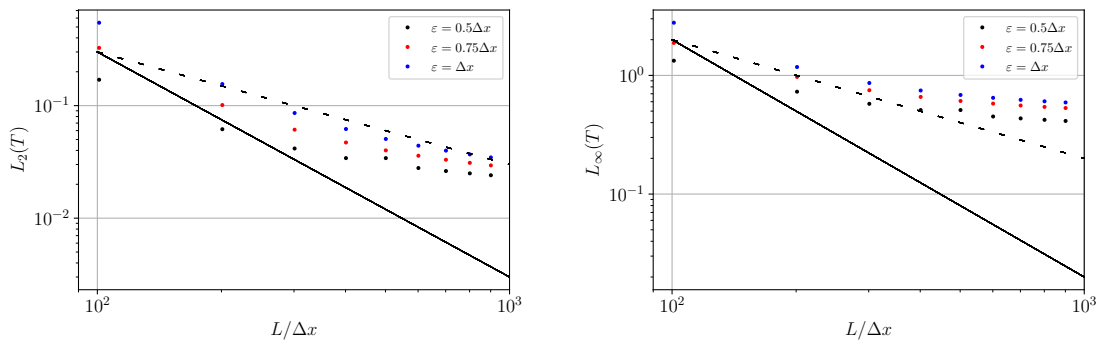 L₂(T)
10⁻¹
10⁻²
10²
10³
L/Δx
ε = 0.5Δx
ε = 0.75Δx
ε = Δx
L∞(T)
10⁰
10⁻¹
10²
10³
L/Δx
ε = 0.5Δx
ε = 0.75Δx
ε = Δx